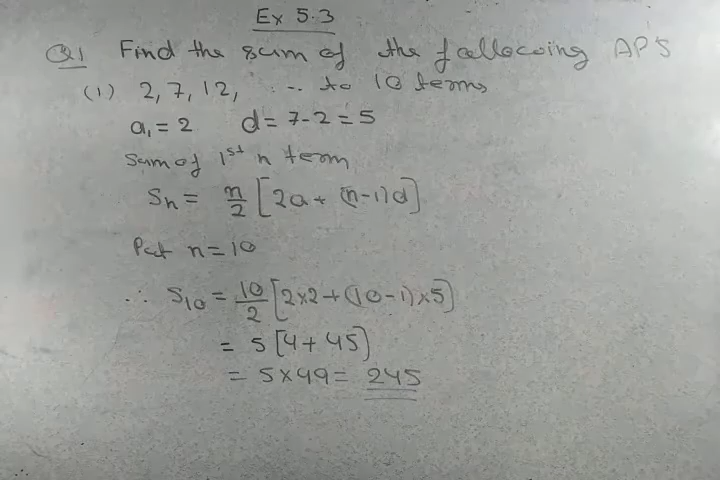 Ex 5.3
Q1 Find the sum of the following APS
(1) 2, 7, 12, ... to 10 terms
a₁ = 2 d = 7-2 = 5
Sum of 1st n term
Sn = n/2 [2a + (n-1)d]
Put n = 10
∴ S₁₀ = 10/2 [2×2+(10-1)×5]
= 5[4+45]
= 5×49 = 245